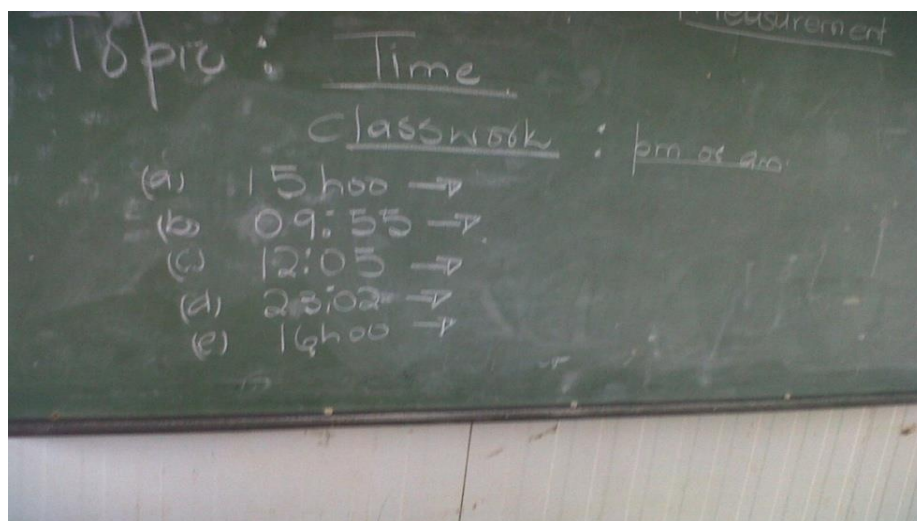 Measurement
Topic : Time
Classwork : pm or am
(a) 15h00 →
(b) 09:55 →
(c) 12:05 →
(d) 23:02 →
(e) 16h00 →